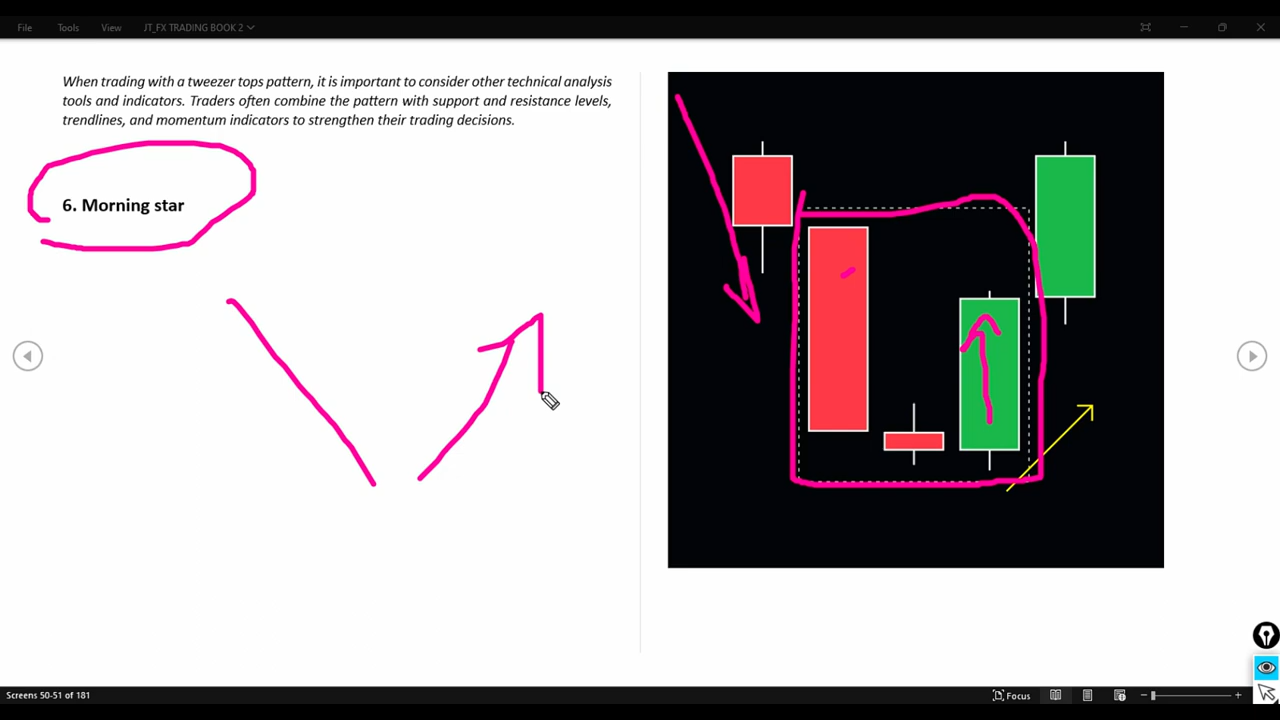 File Tools View JT_FX TRADING BOOK 2
When trading with a tweezer tops pattern, it is important to consider other technical analysis
tools and indicators. Traders often combine the pattern with support and resistance levels,
trendlines, and momentum indicators to strengthen their trading decisions.
6. Morning star
Screens 50-51 of 181 Focus